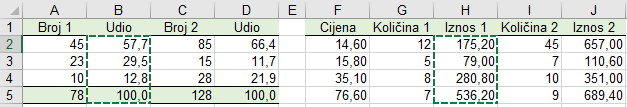 A B C D E F G H I J
1 Broj 1 Udio Broj 2 Udio Cijena Količina 1 Iznos 1 Količina 2 Iznos 2
2 45 57,7 85 66,4 14,60 12 175,20 45 657,00
3 23 29,5 15 11,7 15,80 5 79,00 7 110,60
4 10 12,8 28 21,9 35,10 8 280,80 10 351,00
5 78 100,0 128 100,0 76,60 7 536,20 9 689,40